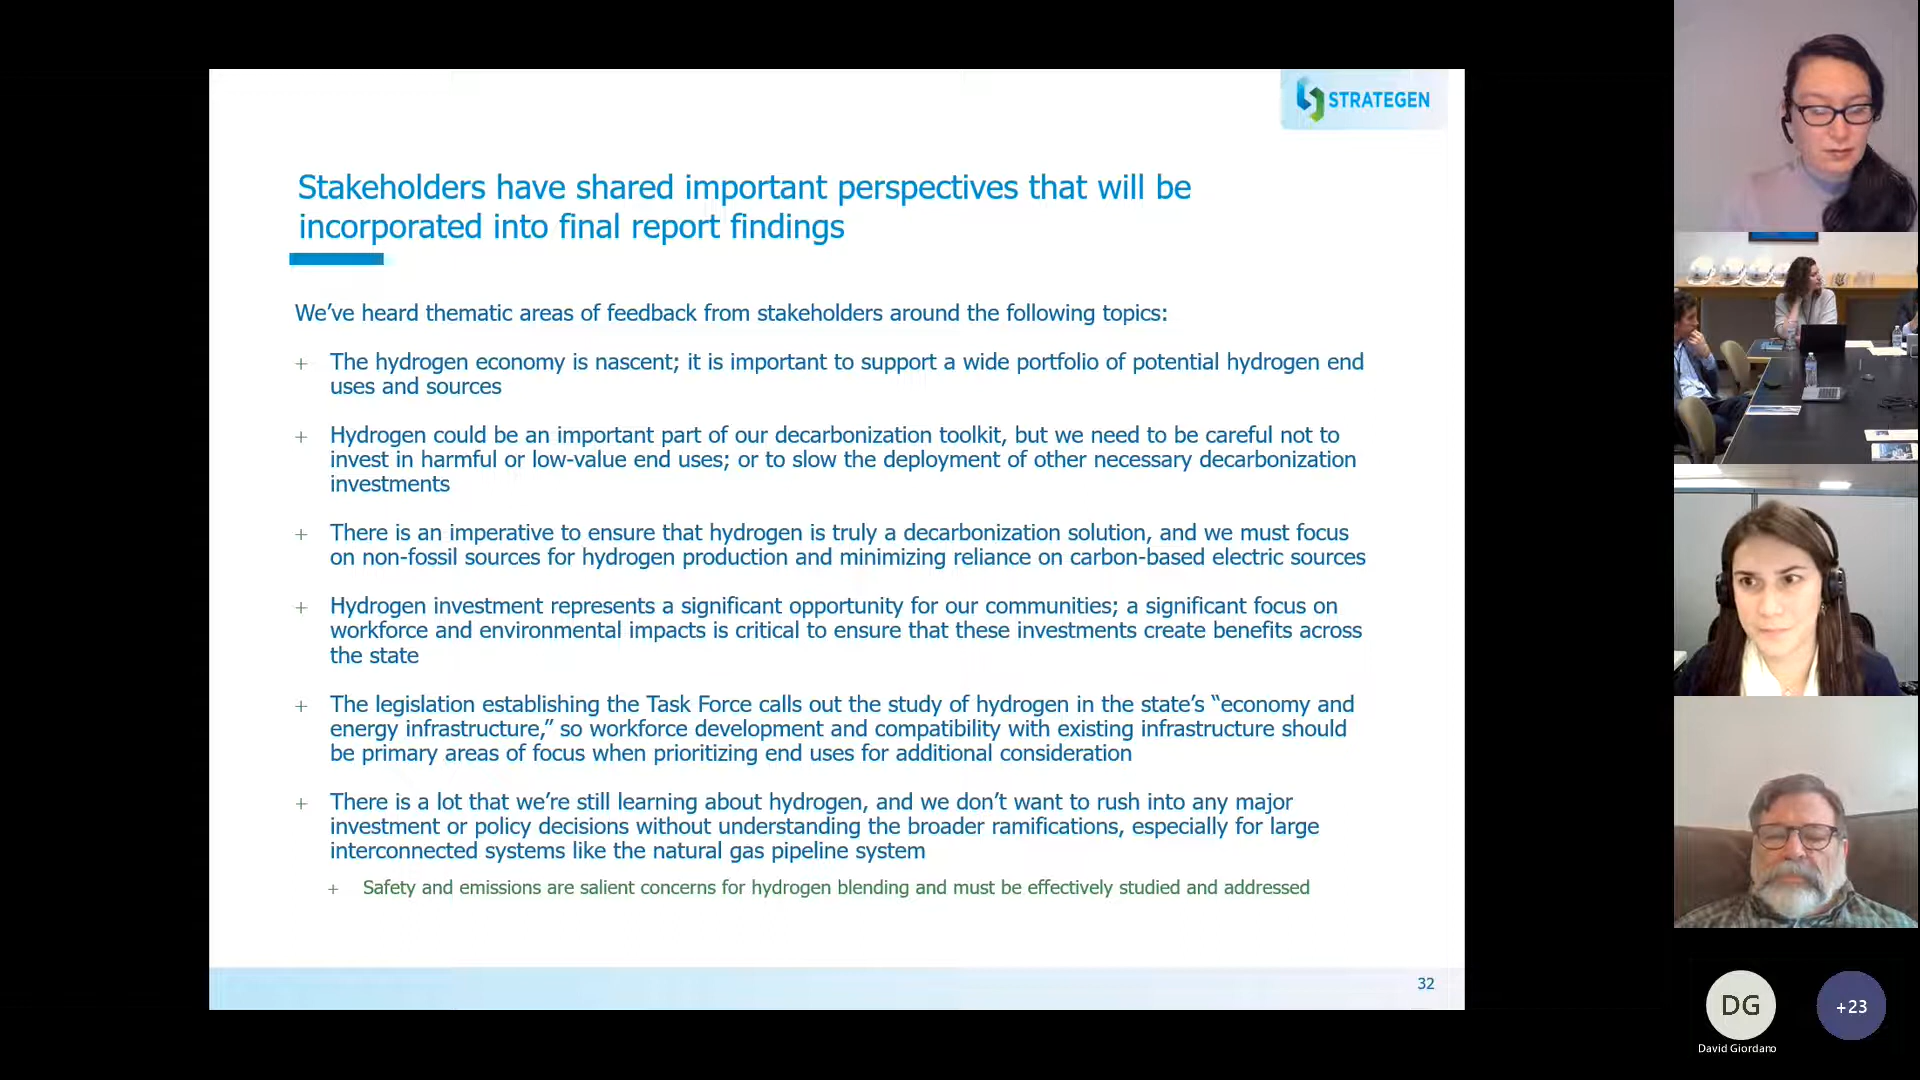 STRATEGEN
Stakeholders have shared important perspectives that will be
incorporated into final report findings
We’ve heard thematic areas of feedback from stakeholders around the following topics:
+ The hydrogen economy is nascent; it is important to support a wide portfolio of potential hydrogen end
uses and sources
+ Hydrogen could be an important part of our decarbonization toolkit, but we need to be careful not to
invest in harmful or low-value end uses; or to slow the deployment of other necessary decarbonization
investments
+ There is an imperative to ensure that hydrogen is truly a decarbonization solution, and we must focus
on non-fossil sources for hydrogen production and minimizing reliance on carbon-based electric sources
+ Hydrogen investment represents a significant opportunity for our communities; a significant focus on
workforce and environmental impacts is critical to ensure that these investments create benefits across
the state
+ The legislation establishing the Task Force calls out the study of hydrogen in the state’s “economy and
energy infrastructure,” so workforce development and compatibility with existing infrastructure should
be primary areas of focus when prioritizing end uses for additional consideration
+ There is a lot that we’re still learning about hydrogen, and we don’t want to rush into any major
investment or policy decisions without understanding the broader ramifications, especially for large
interconnected systems like the natural gas pipeline system
+ Safety and emissions are salient concerns for hydrogen blending and must be effectively studied and addressed
32
DG
+23
David Giordano